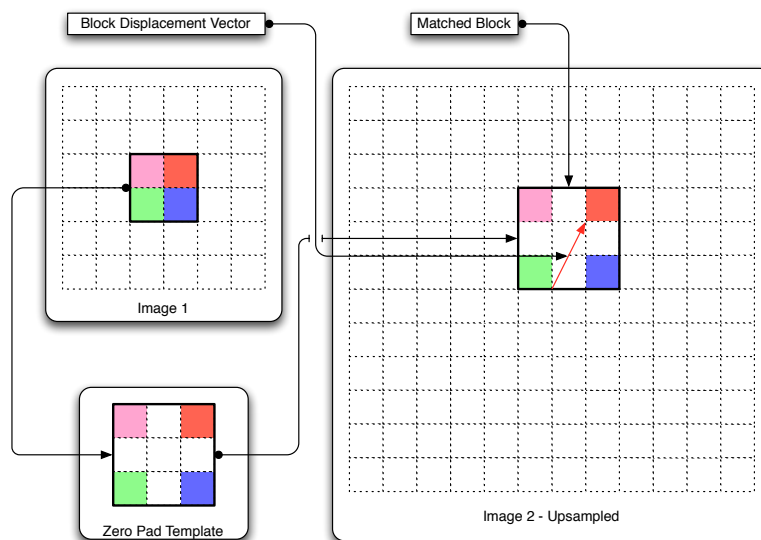 Block Displacement Vector
Matched Block
Image 1
Zero Pad Template
Image 2 - Upsampled